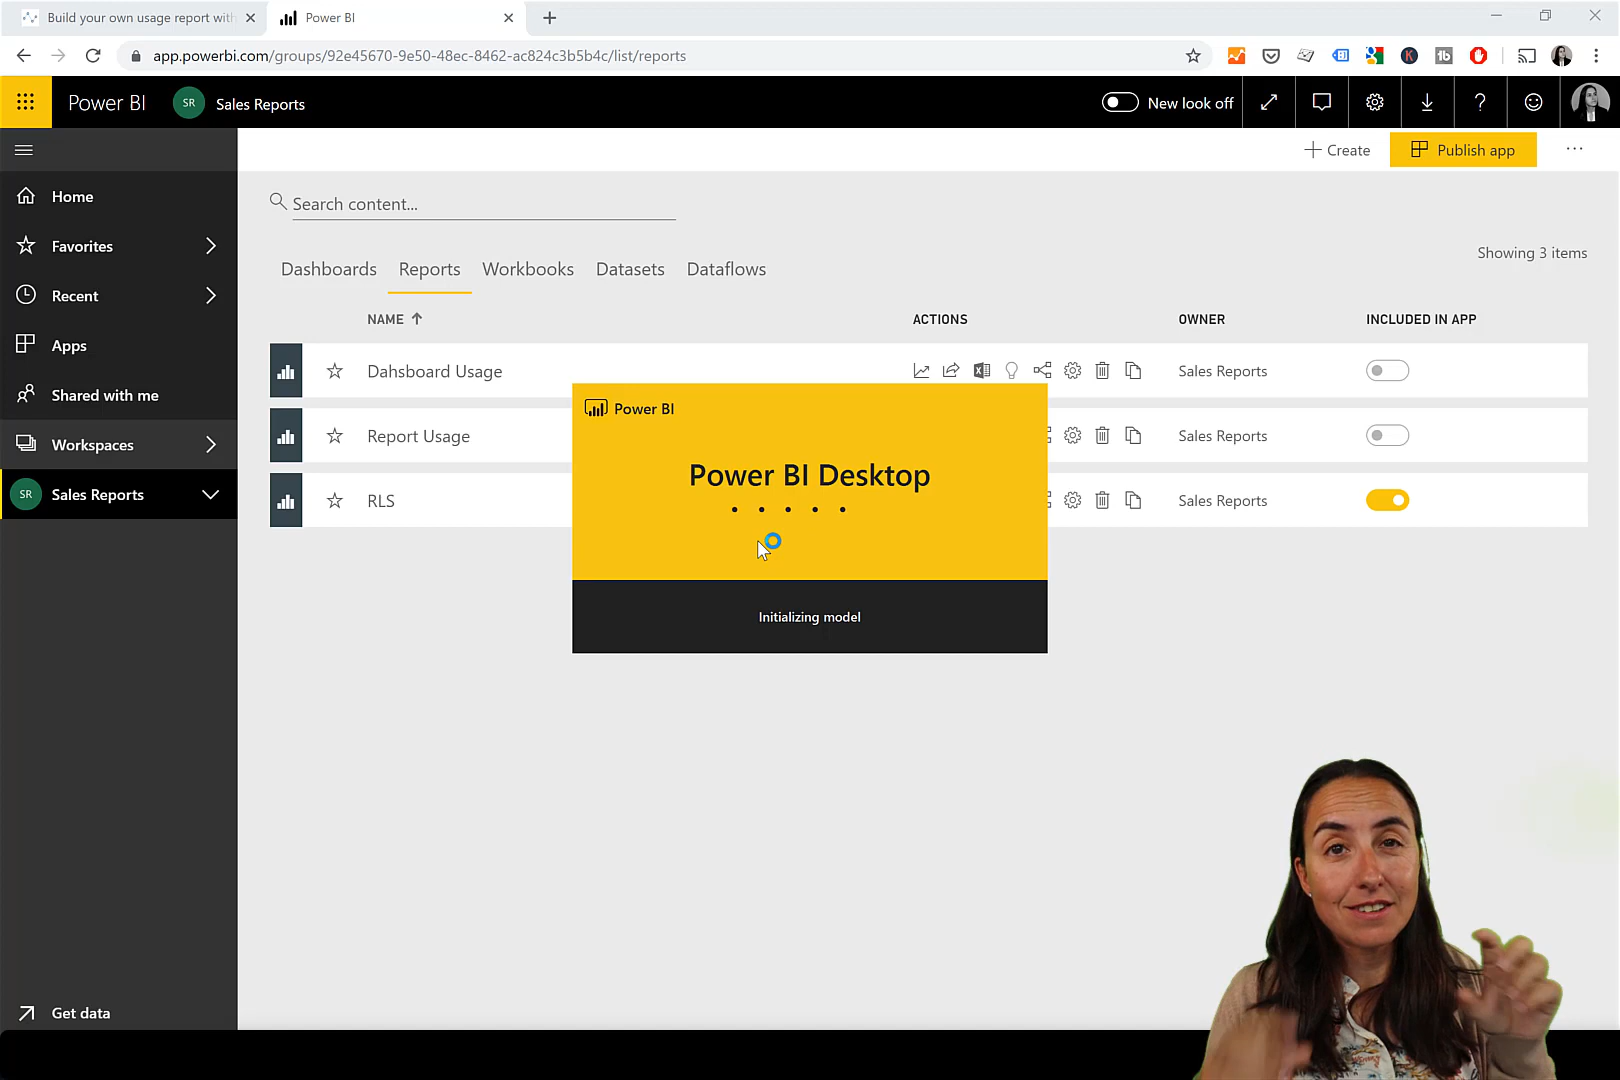 Build your own usage report with
Power BI
app.powerbi.com/groups/92e45670-9e50-48ec-8462-ac824c3b5b4c/list/reports
Power BI
SR
Sales Reports
New look off
Create
Publish app
Home
Favorites
Recent
Apps
Shared with me
Workspaces
SR
Sales Reports
Get data
Search content...
Showing 3 items
Dashboards
Reports
Workbooks
Datasets
Dataflows
NAME
ACTIONS
OWNER
INCLUDED IN APP
Dahsboard Usage
Sales Reports
Report Usage
Sales Reports
RLS
Sales Reports
Power BI
Power BI Desktop
Initializing model